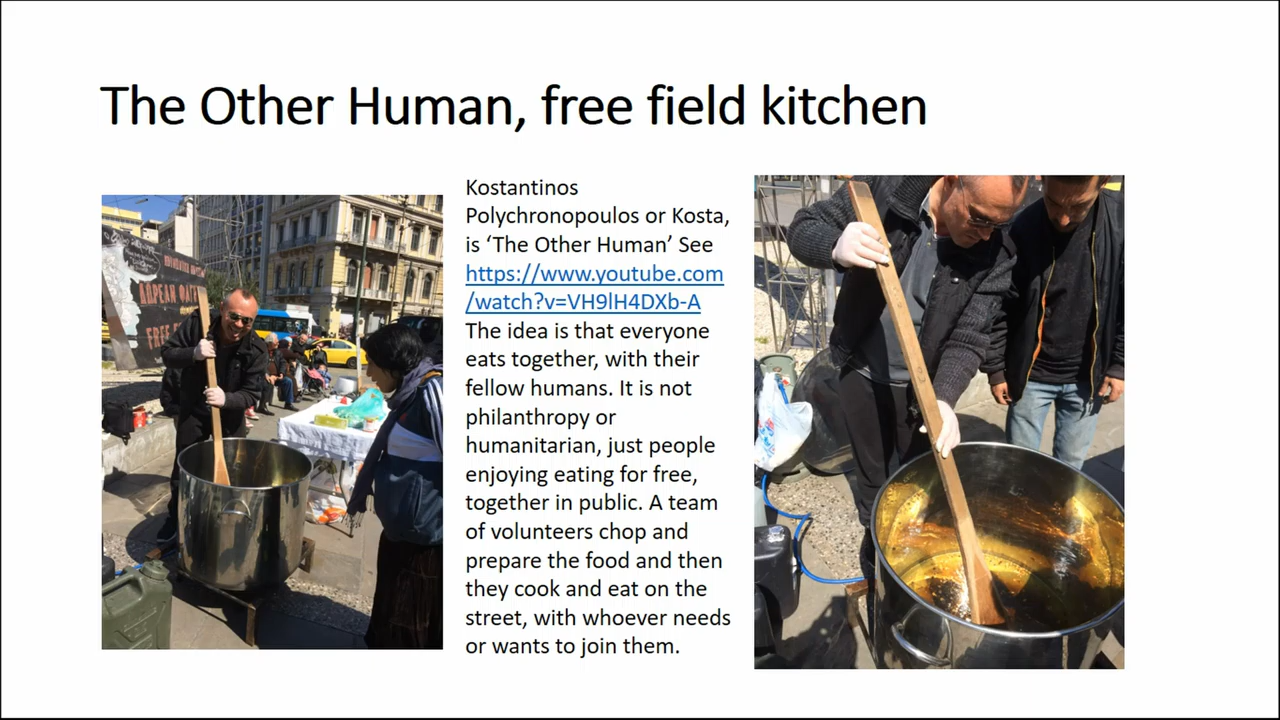 The Other Human, free field kitchen
Kostantinos
Polychronopoulos or Kosta,
is ‘The Other Human’ See
https://www.youtube.com
/watch?v=VH9lH4DXb-A
The idea is that everyone
eats together, with their
fellow humans. It is not
philanthropy or
humanitarian, just people
enjoying eating for free,
together in public. A team
of volunteers chop and
prepare the food and then
they cook and eat on the
street, with whoever needs
or wants to join them.
FREE